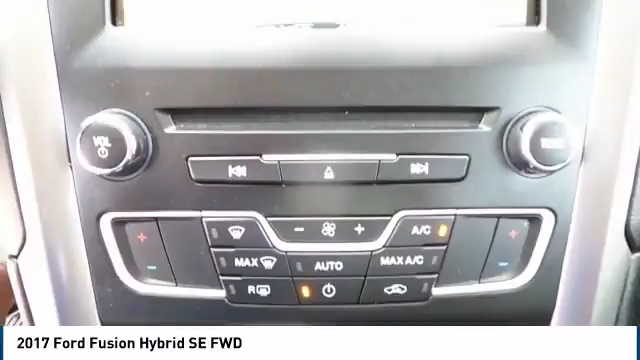 VOL
− +
A/C
+
+
MAX
AUTO
MAX A/C
−
−
R
2017 Ford Fusion Hybrid SE FWD